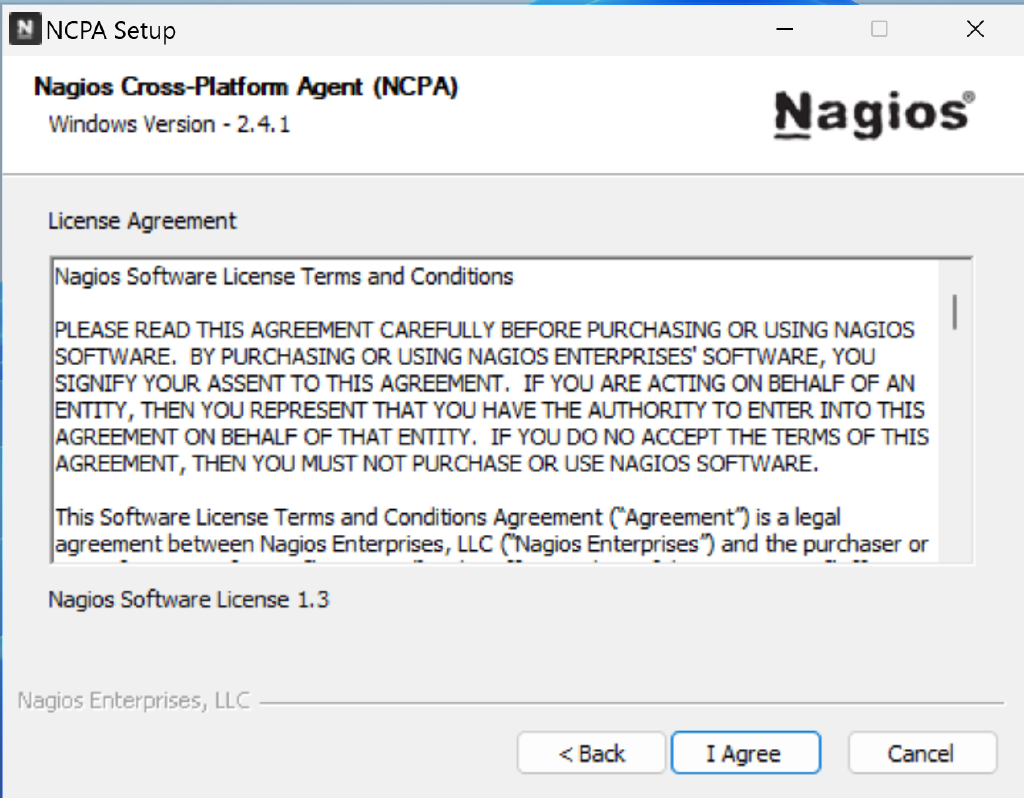 N NCPA Setup
Nagios Cross-Platform Agent (NCPA)
Windows Version - 2.4.1
Nagios®
License Agreement
Nagios Software License Terms and Conditions
PLEASE READ THIS AGREEMENT CAREFULLY BEFORE PURCHASING OR USING NAGIOS
SOFTWARE.  BY PURCHASING OR USING NAGIOS ENTERPRISES' SOFTWARE, YOU
SIGNIFY YOUR ASSENT TO THIS AGREEMENT.  IF YOU ARE ACTING ON BEHALF OF AN
ENTITY, THEN YOU REPRESENT THAT YOU HAVE THE AUTHORITY TO ENTER INTO THIS
AGREEMENT ON BEHALF OF THAT ENTITY.  IF YOU DO NO ACCEPT THE TERMS OF THIS
AGREEMENT, THEN YOU MUST NOT PURCHASE OR USE NAGIOS SOFTWARE.
This Software License Terms and Conditions Agreement (“Agreement”) is a legal
agreement between Nagios Enterprises, LLC (“Nagios Enterprises”) and the purchaser or
Nagios Software License 1.3
Nagios Enterprises, LLC
< Back
I Agree
Cancel